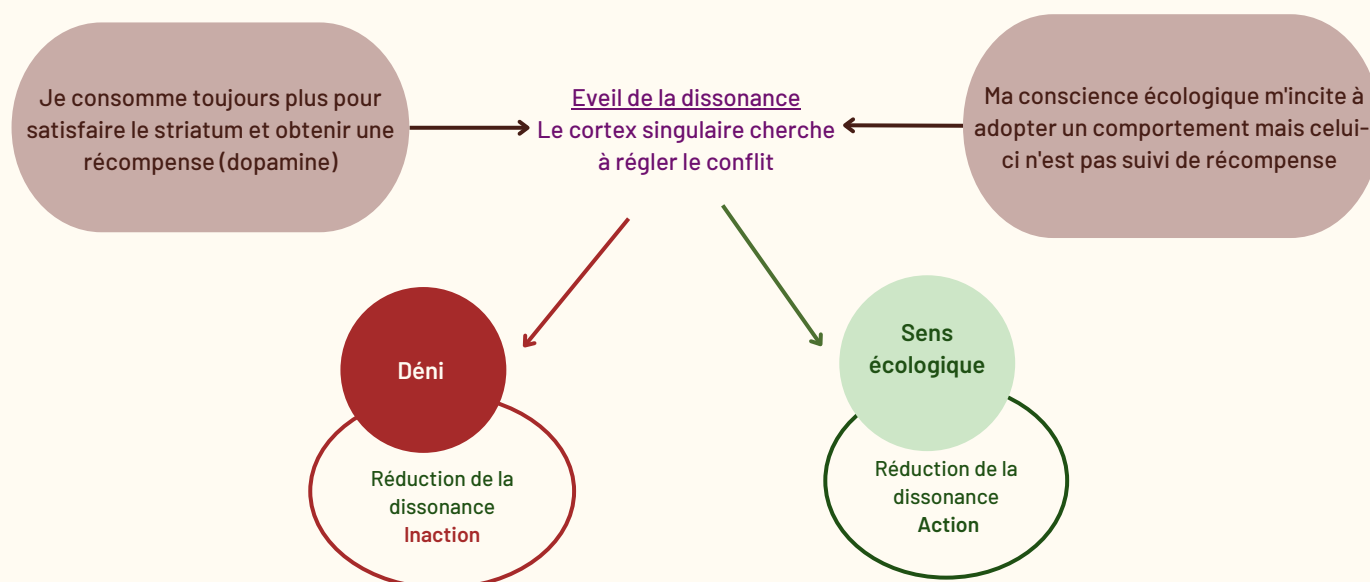 Je consomme toujours plus pour
satisfaire le striatum et obtenir une
récompense (dopamine)
Eveil de la dissonance
Le cortex singulaire cherche
à régler le conflit
Ma conscience écologique m'incite à
adopter un comportement mais celui-
ci n'est pas suivi de récompense
Déni
Réduction de la
dissonance
Inaction
Sens
écologique
Réduction de la
dissonance
Action